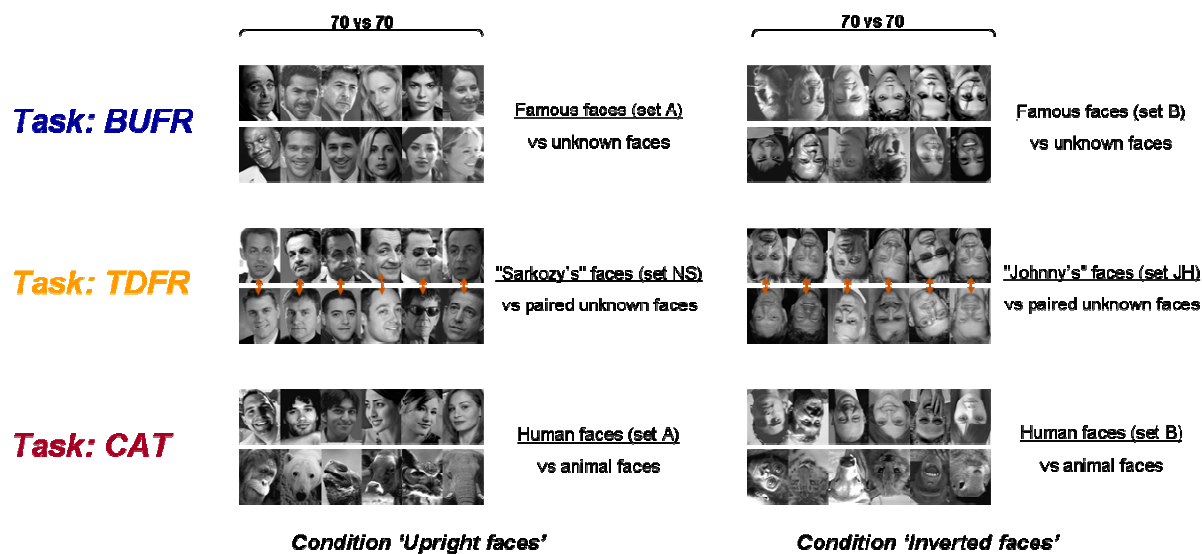 70 vs 70
70 vs 70
Task: BUFR
Famous faces (set A)
vs unknown faces
Famous faces (set B)
vs unknown faces
Task: TDFR
"Sarkozy's" faces (set NS)
vs paired unknown faces
"Johnny's" faces (set JH)
vs paired unknown faces
Task: CAT
Human faces (set A)
vs animal faces
Human faces (set B)
vs animal faces
Condition ‘Upright faces’
Condition ‘Inverted faces’